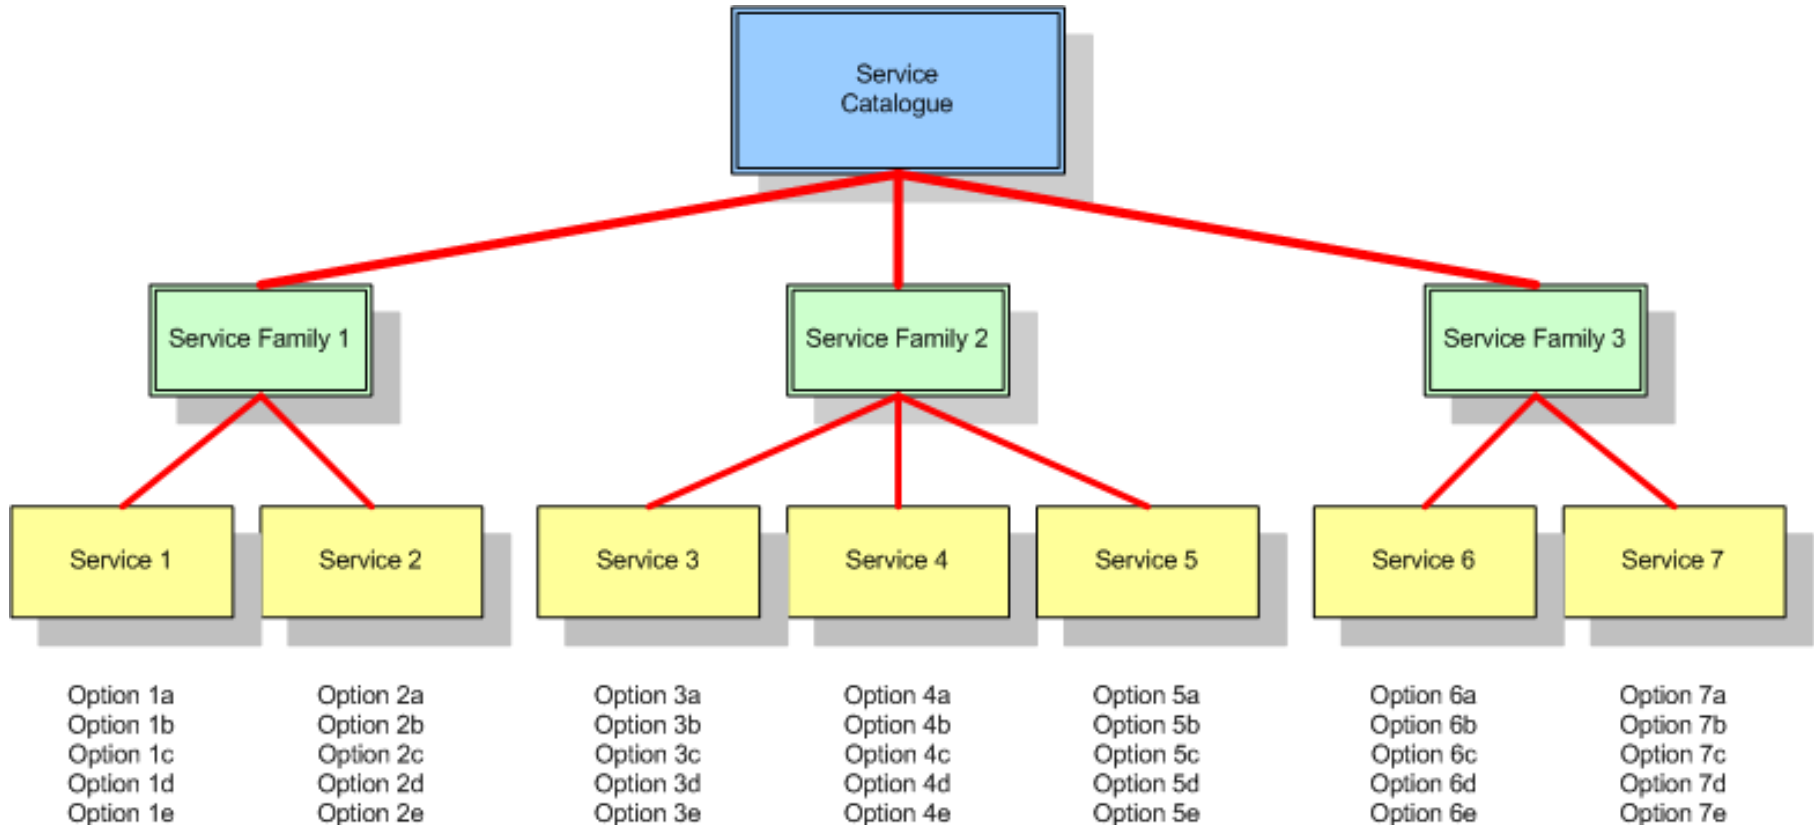 Service
Catalogue
Service Family 1
Service Family 2
Service Family 3
Service 1
Service 2
Service 3
Service 4
Service 5
Service 6
Service 7
Option 1a
Option 1b
Option 1c
Option 1d
Option 1e
Option 2a
Option 2b
Option 2c
Option 2d
Option 2e
Option 3a
Option 3b
Option 3c
Option 3d
Option 3e
Option 4a
Option 4b
Option 4c
Option 4d
Option 4e
Option 5a
Option 5b
Option 5c
Option 5d
Option 5e
Option 6a
Option 6b
Option 6c
Option 6d
Option 6e
Option 7a
Option 7b
Option 7c
Option 7d
Option 7e